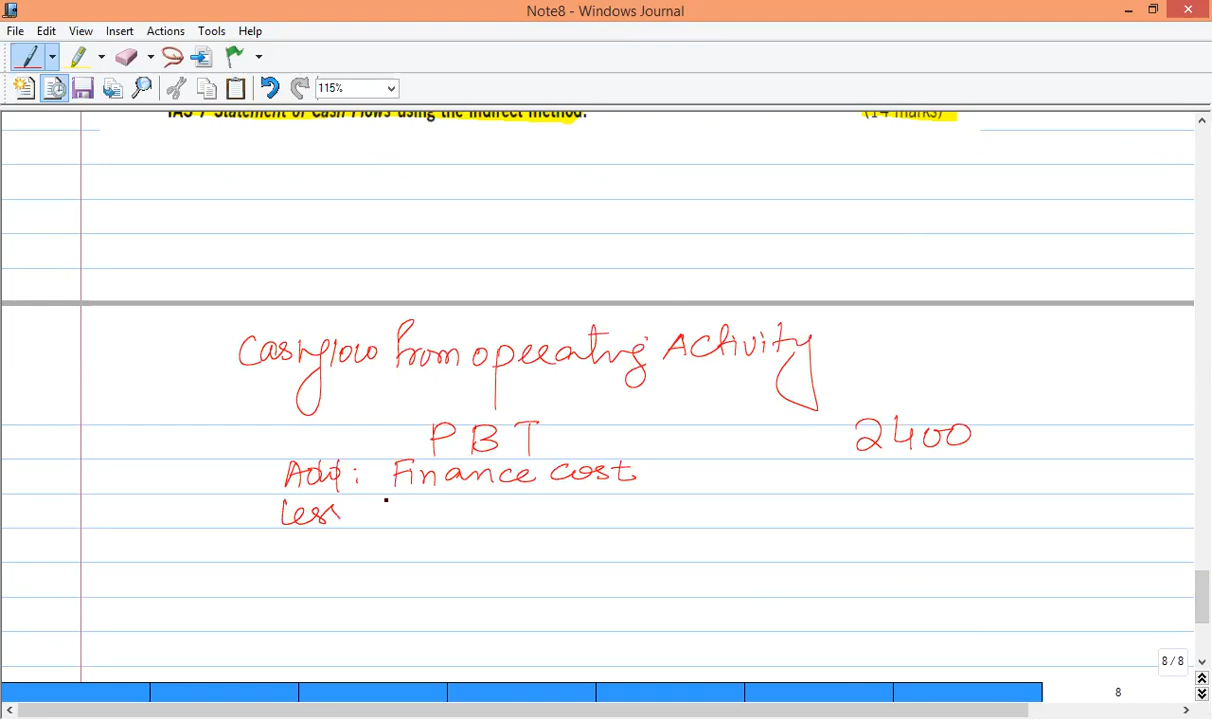 Note8 - Windows Journal
File Edit View Insert Actions Tools Help
115%
IAS 7 Statement of Cash Flows using the indirect method. (14 marks)
Cashflow from operating Activity
PBT 2400
Adj: Finance cost
Less
8 / 8
8